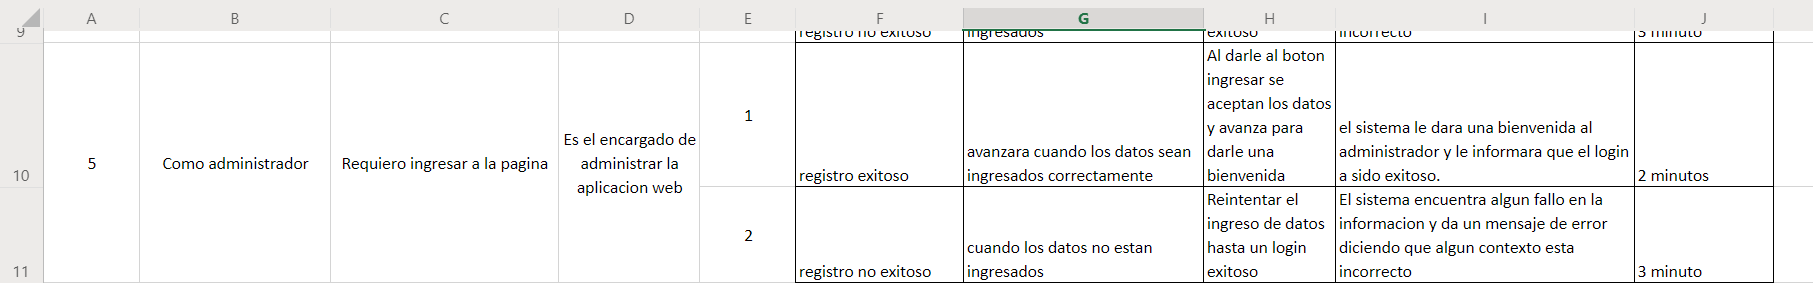 A B C D E F G H I J
9
registro no exitoso
ingresados
exitoso
incorrecto
3 minuto
10
5
Como administrador
Requiero ingresar a la pagina
Es el encargado de
administrar la
aplicacion web
1
registro exitoso
avanzara cuando los datos sean
ingresados correctamente
Al darle al boton
ingresar se
aceptan los datos
y avanza para
darle una
bienvenida
el sistema le dara una bienvenida al
administrador y le informara que el login
a sido exitoso.
2 minutos
11
2
registro no exitoso
cuando los datos no estan
ingresados
Reintentar el
ingreso de datos
hasta un login
exitoso
El sistema encuentra algun fallo en la
informacion y da un mensaje de error
diciendo que algun contexto esta
incorrecto
3 minuto